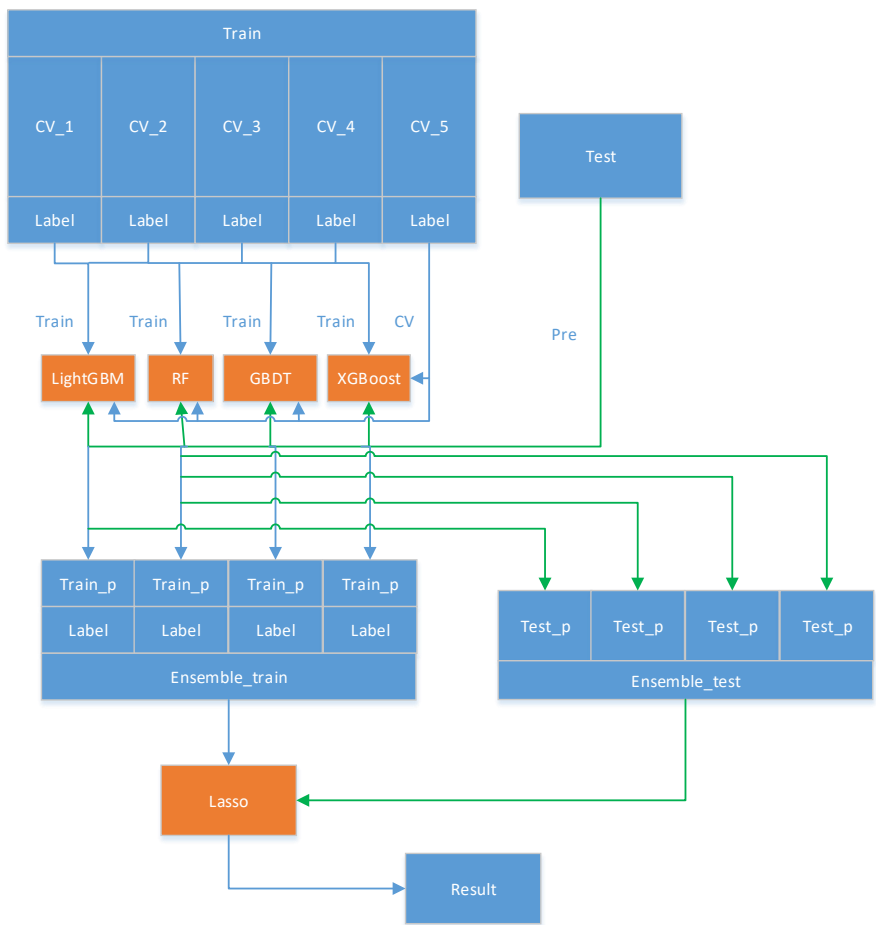 Train
CV_1
CV_2
CV_3
CV_4
CV_5
Test
Label
Label
Label
Label
Label
Train
Train
Train
Train
CV
Pre
LightGBM
RF
GBDT
XGBoost
Train_p
Train_p
Train_p
Train_p
Label
Label
Label
Label
Ensemble_train
Test_p
Test_p
Test_p
Test_p
Ensemble_test
Lasso
Result